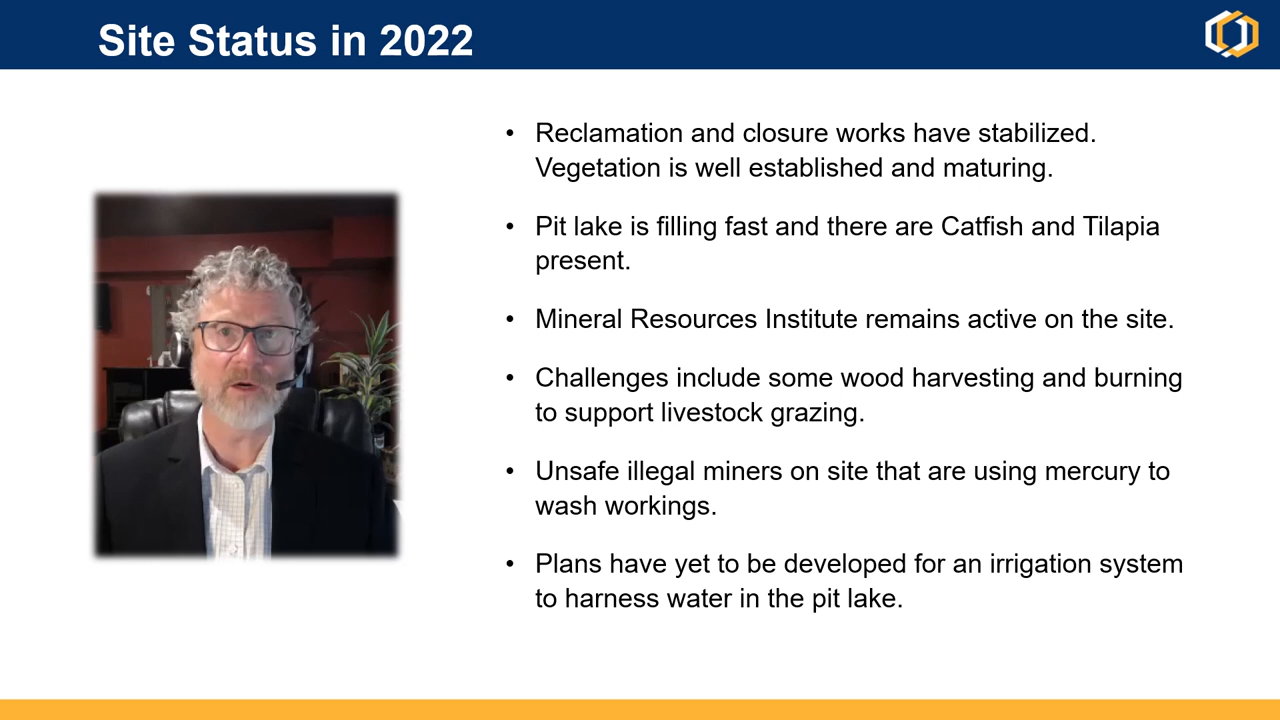 Site Status in 2022
• Reclamation and closure works have stabilized.
Vegetation is well established and maturing.
• Pit lake is filling fast and there are Catfish and Tilapia
present.
• Mineral Resources Institute remains active on the site.
• Challenges include some wood harvesting and burning
to support livestock grazing.
• Unsafe illegal miners on site that are using mercury to
wash workings.
• Plans have yet to be developed for an irrigation system
to harness water in the pit lake.